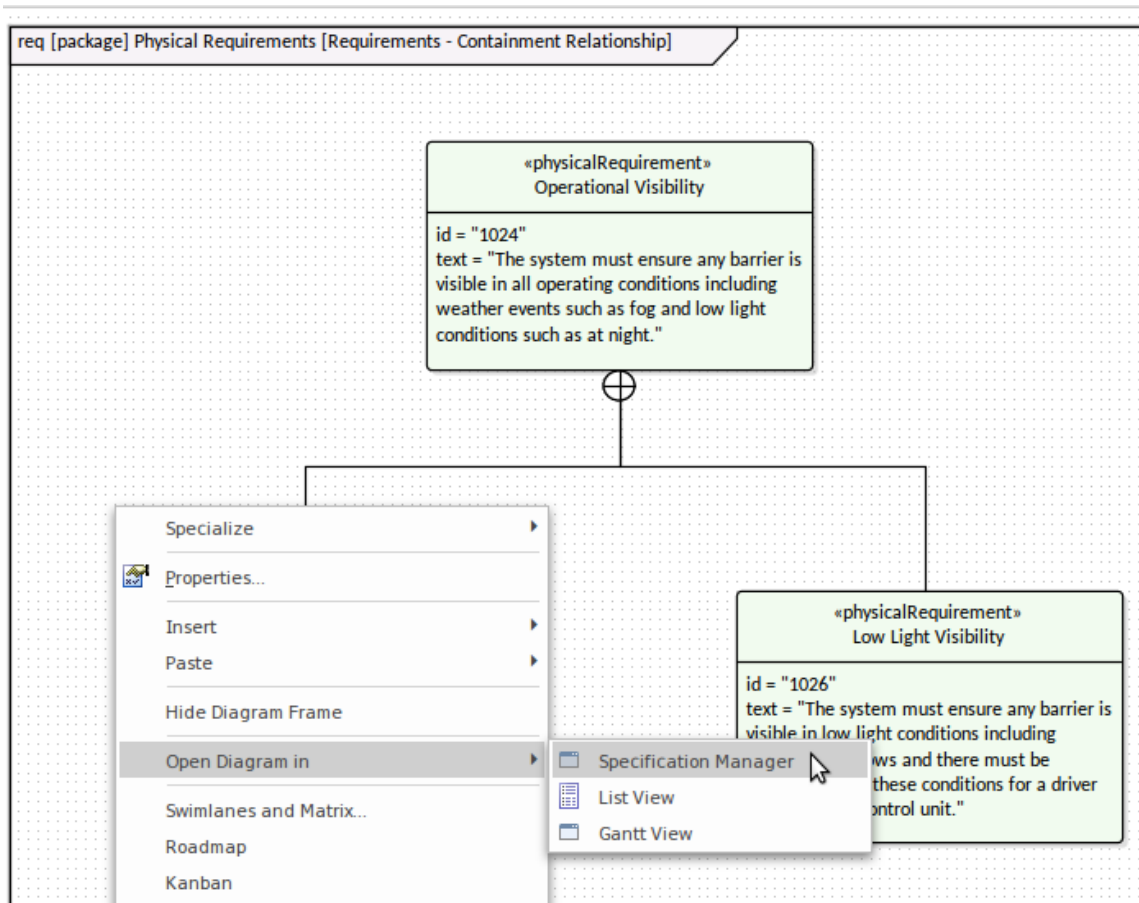 req [package] Physical Requirements [Requirements - Containment Relationship]
«physicalRequirement»
Operational Visibility
id = "1024"
text = "The system must ensure any barrier is
visible in all operating conditions including
weather events such as fog and low light
conditions such as at night."
Specialize
Properties...
Insert
Paste
Hide Diagram Frame
Open Diagram in
Swimlanes and Matrix...
Roadmap
Kanban
Specification Manager
List View
Gantt View
«physicalRequirement»
Low Light Visibility
id = "1026"
text = "The system must ensure any barrier is
visible in low light conditions including
and there must be
these conditions for a driver
unit."